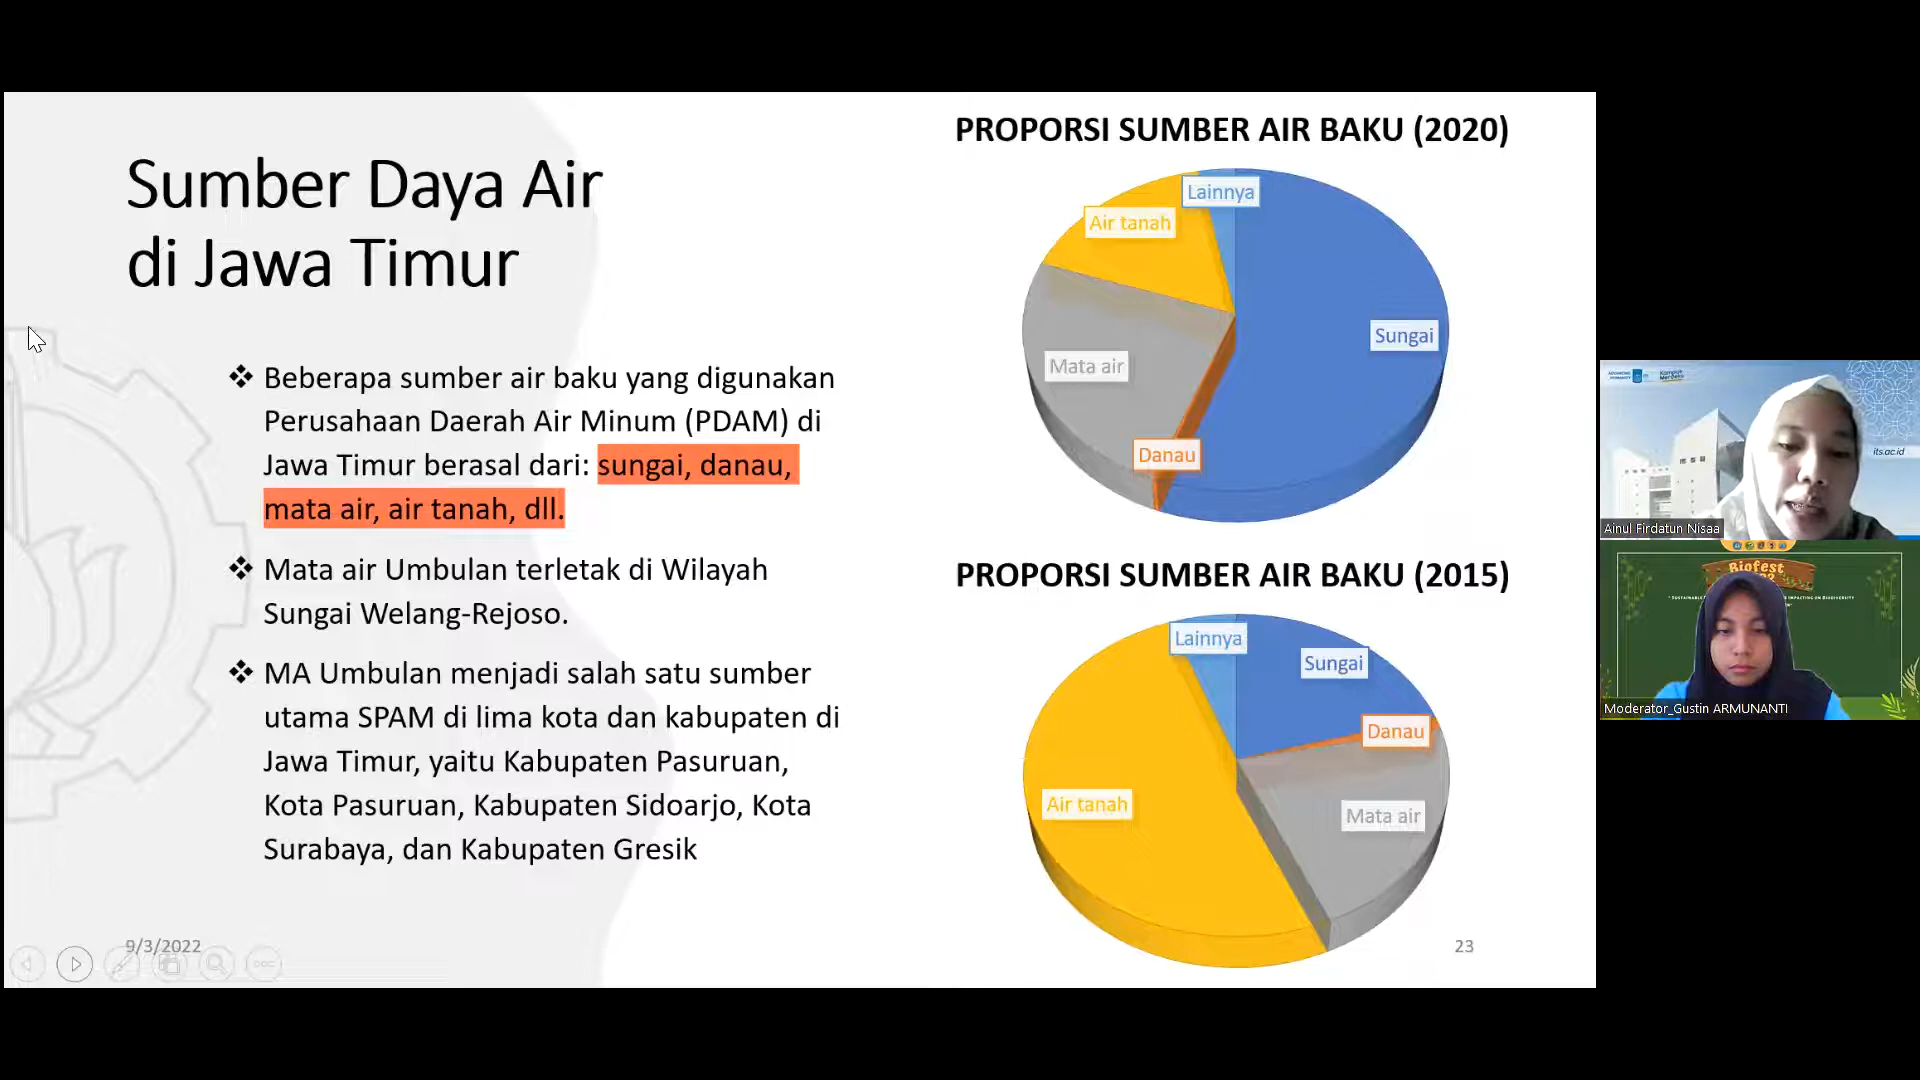 Sumber Daya Air
di Jawa Timur
❖ Beberapa sumber air baku yang digunakan
Perusahaan Daerah Air Minum (PDAM) di
Jawa Timur berasal dari: sungai, danau,
mata air, air tanah, dll.
❖ Mata air Umbulan terletak di Wilayah
Sungai Welang-Rejoso.
❖ MA Umbulan menjadi salah satu sumber
utama SPAM di lima kota dan kabupaten di
Jawa Timur, yaitu Kabupaten Pasuruan,
Kota Pasuruan, Kabupaten Sidoarjo, Kota
Surabaya, dan Kabupaten Gresik
9/3/2022
PROPORSI SUMBER AIR BAKU (2020)
Lainnya
Air tanah
Sungai
Mata air
Danau
PROPORSI SUMBER AIR BAKU (2015)
Lainnya
Sungai
Danau
Air tanah
Mata air
23
its.ac.id
Ainul Firdatun Nisaa
Biofest
Moderator_Gustin ARMUNANTI